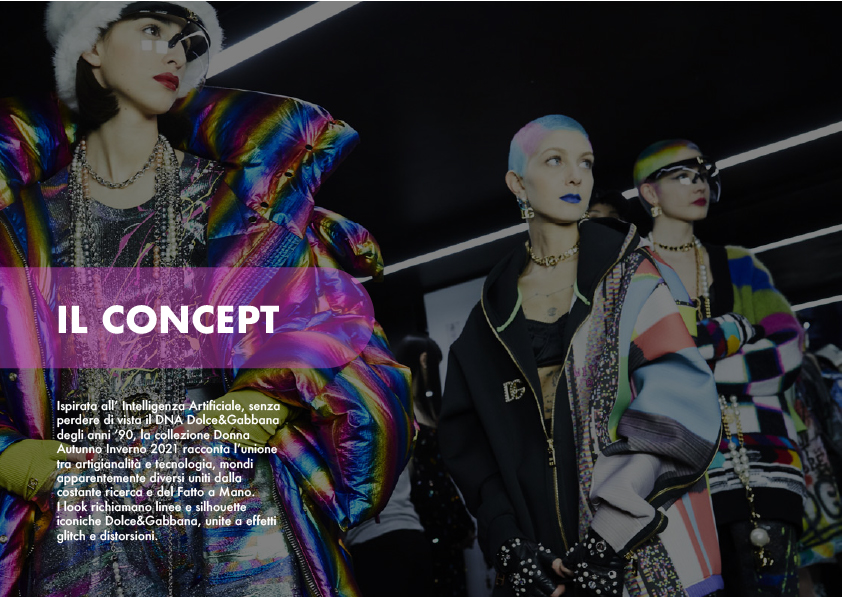 IL CONCEPT
Ispirata all’ Intelligenza Artificiale, senza
perdere di vista il DNA Dolce&Gabbana
degli anni ’90, la collezione Donna
Autunno Inverno 2021 racconta l’unione
tra artigianalità e tecnologia, mondi
apparentemente diversi uniti dalla
costante ricerca e del Fatto a Mano.
I look richiamano linee e silhouette
iconiche Dolce&Gabbana, unite a effetti
glitch e distorsioni.
DG